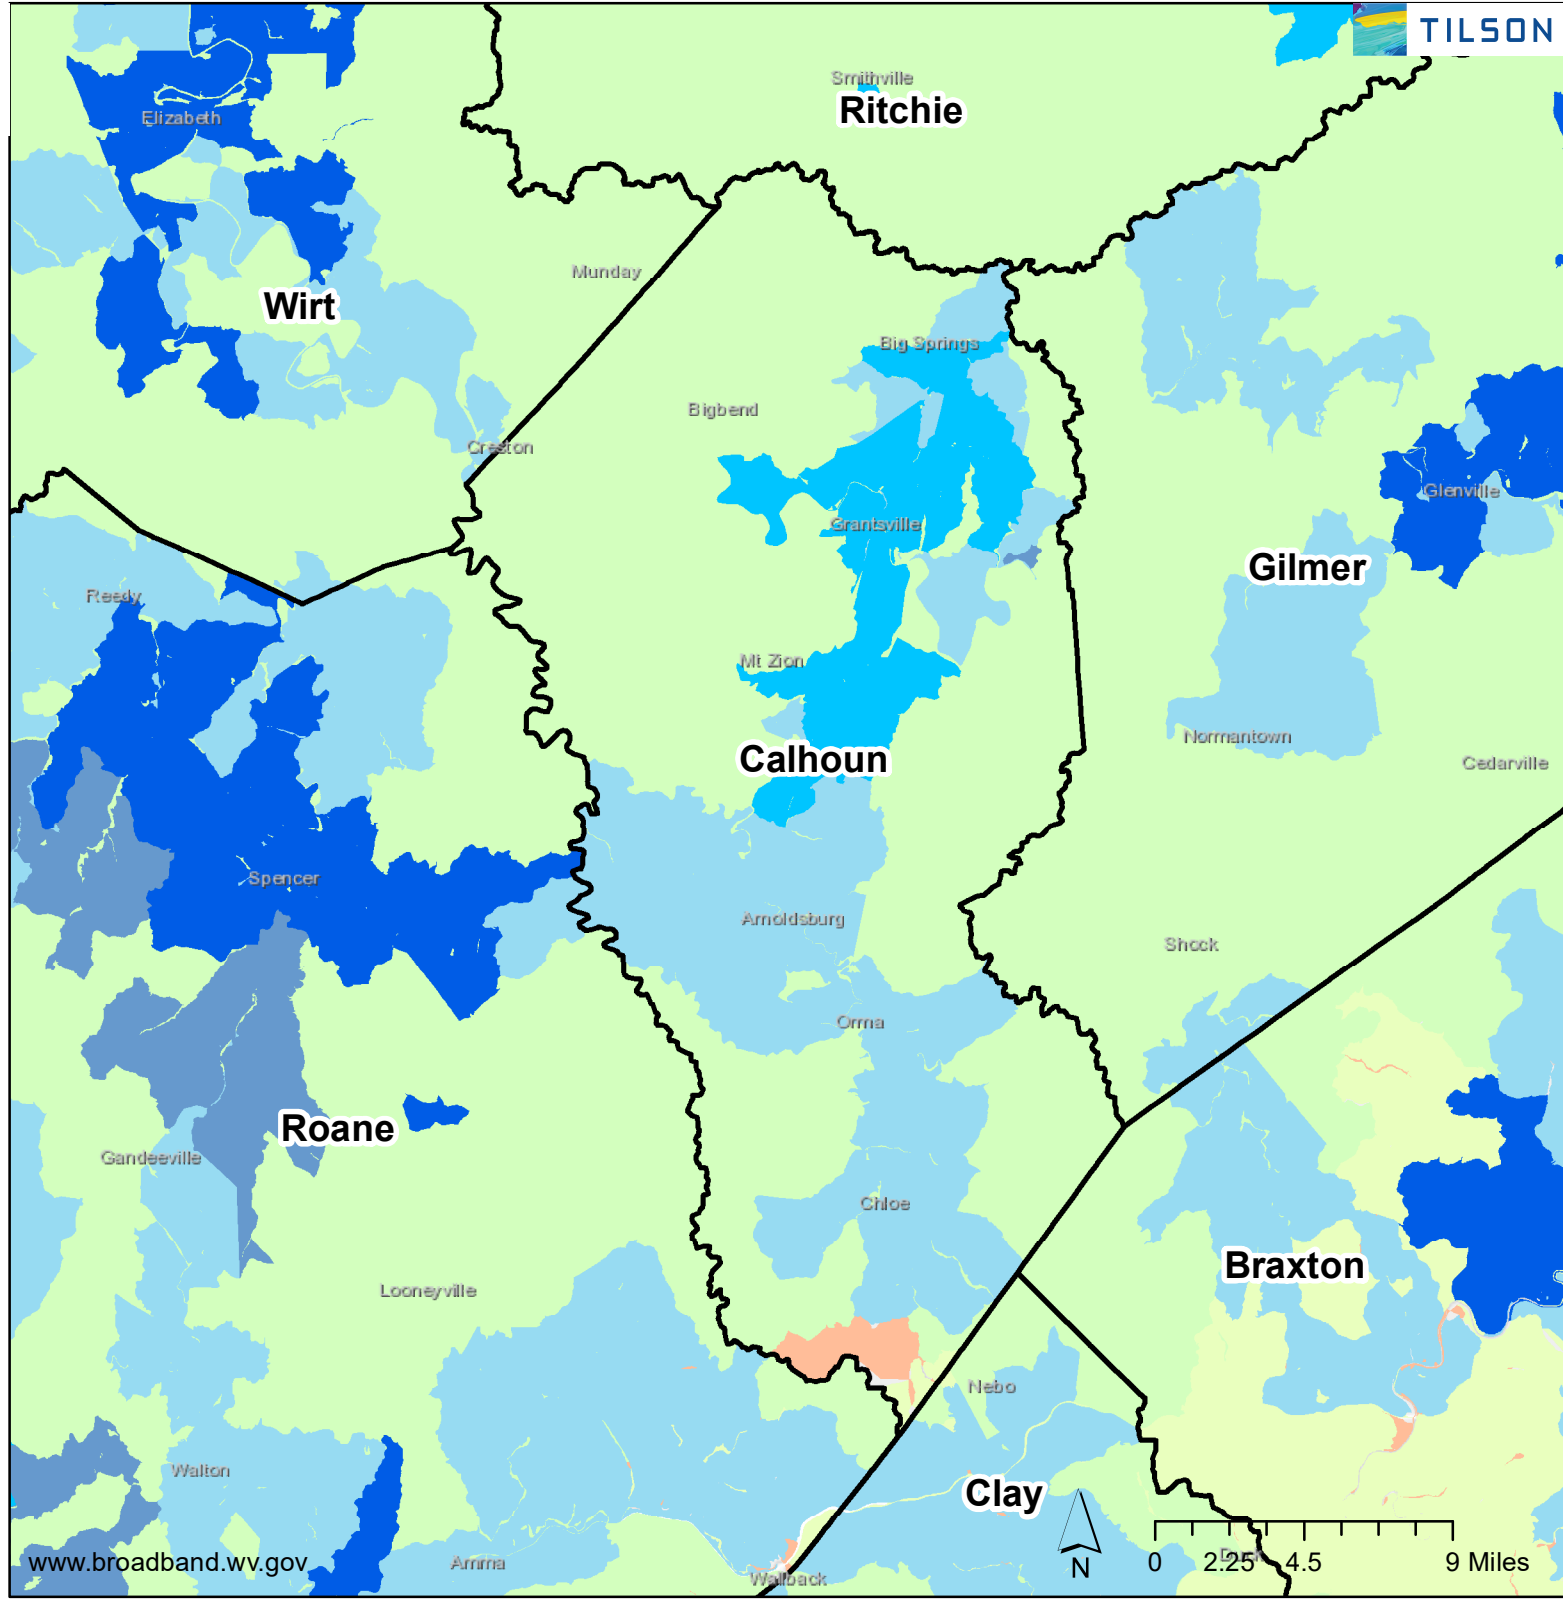 TILSON
Smithville
Ritchie
Elizabeth
Munday
Wirt
Big Springs
Bigbend
Creston
Glenville
Grantsville
Gilmer
Reedy
Mt Zion
Normantown
Calhoun
Cedarville
Spencer
Arnoldsburg
Shock
Orma
Roane
Gandeeville
Chloe
Braxton
Looneyville
Nebo
Walton
Clay
www.broadband.wv.gov
Amma
Duck
N
0 2.25 4.5 9 Miles
Wallback